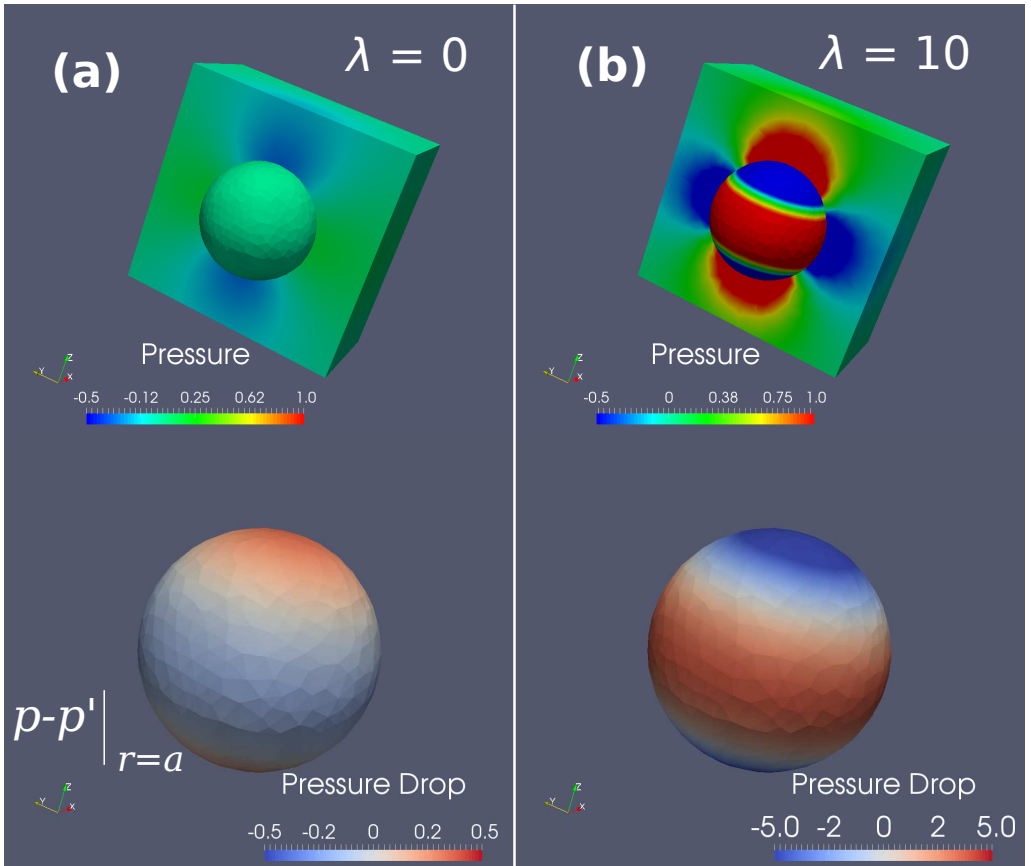 (a) λ = 0
Z
Y
X
Pressure
-0.5 -0.12 0.25 0.62 1.0
p-p'|r=a
Z
Y
X
Pressure Drop
-0.5 -0.2 0 0.2 0.5
(b) λ = 10
Z
Y
X
Pressure
-0.5 0 0.38 0.75 1.0
Z
Y
X
Pressure Drop
-5.0 -2 0 2 5.0